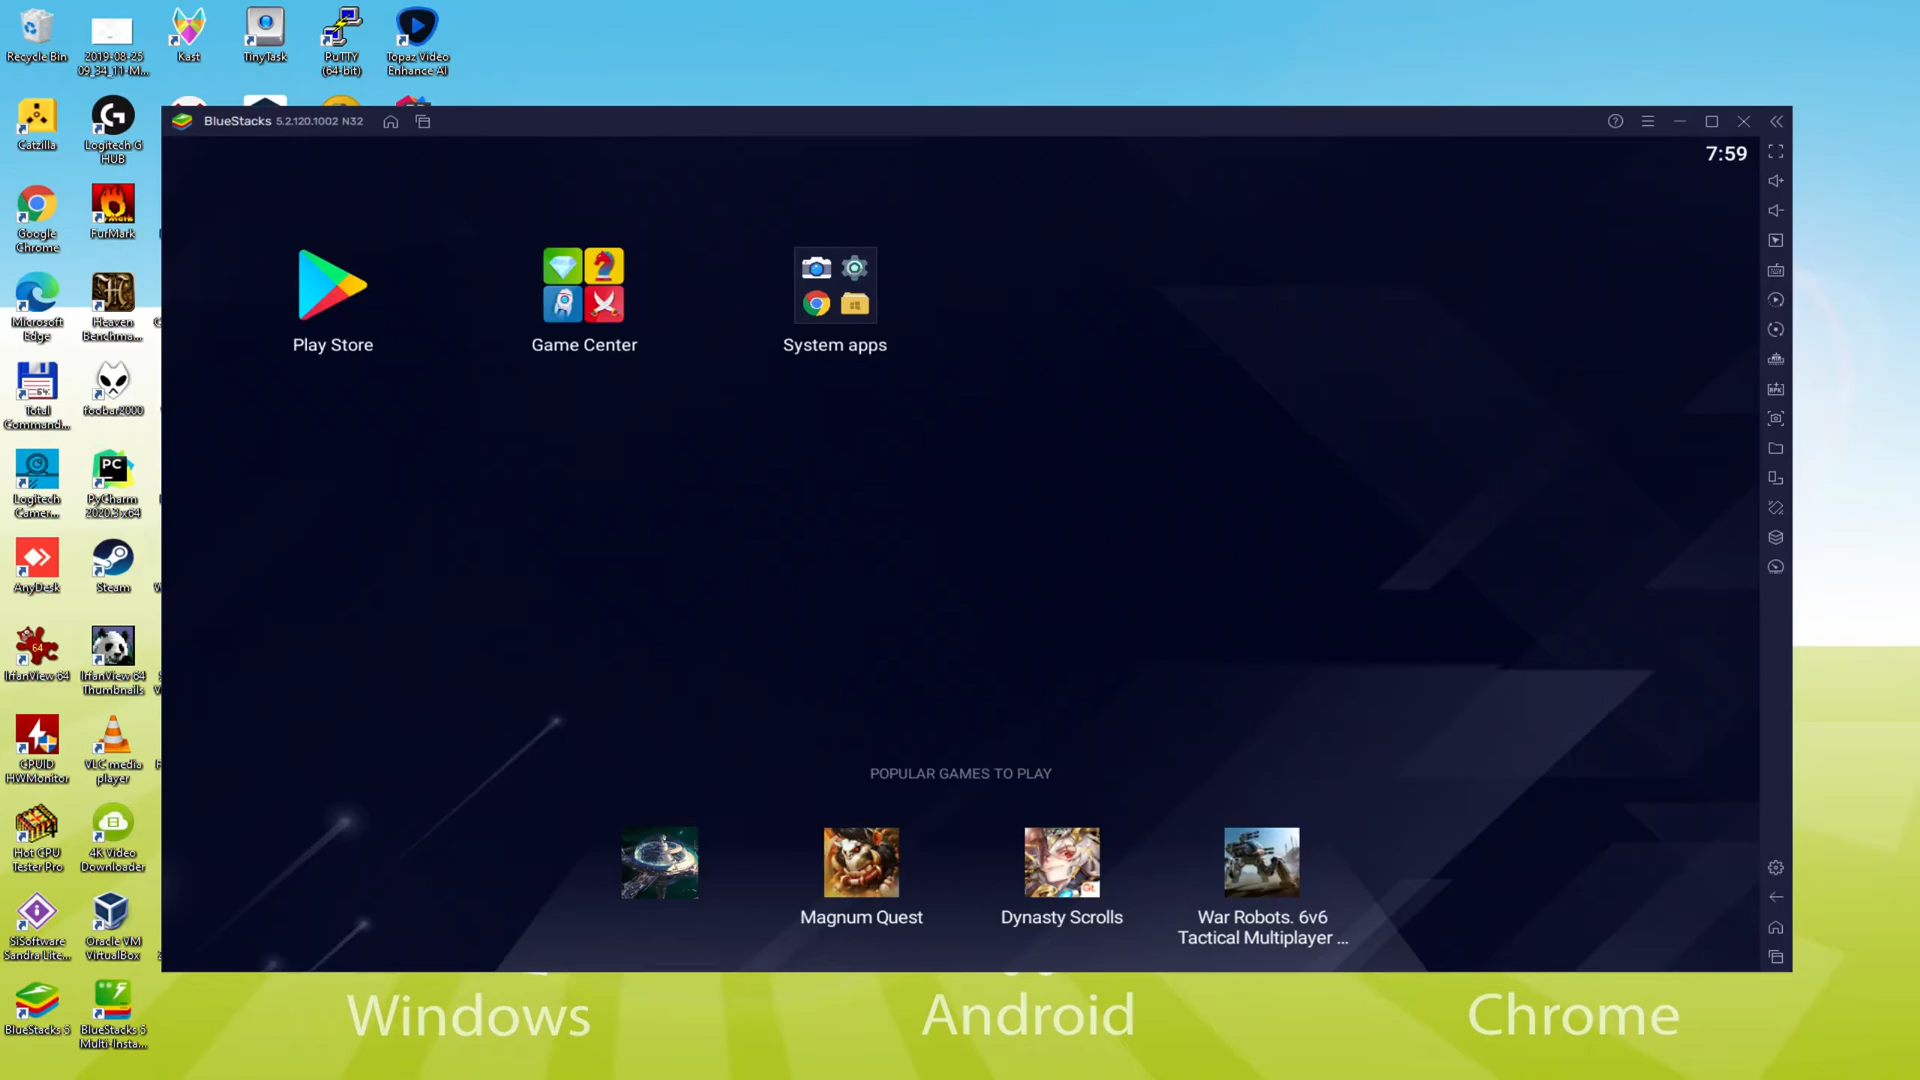 Recycle Bin
2019-08-25
09_34_11-M...
Kast
TinyTask
PuTTY
(64-bit)
Topaz Video
Enhance AI
Catzilla
Logitech G
HUB
BlueStacks 5.2.120.1002 N32
7:59
Google
Chrome
FurMark
Microsoft
Edge
Heaven
Benchma...
Play Store
Game Center
System apps
Total
Command...
foobar2000
64
Logitech
Camer...
PC
PyCharm
2020.3 x64
AnyDesk
Steam
64
IrfanView 64
IrfanView 64
Thumbnails
CPUID
HWMonitor
VLC media
player
POPULAR GAMES TO PLAY
Hot CPU
Tester Pro
4K Video
Downloader
Magnum Quest
Dynasty Scrolls
War Robots. 6v6
Tactical Multiplayer ...
SiSoftware
Sandra Lite...
Oracle VM
VirtualBox
BlueStacks 5
BlueStacks 5
Multi-Insta...
Windows
Android
Chrome